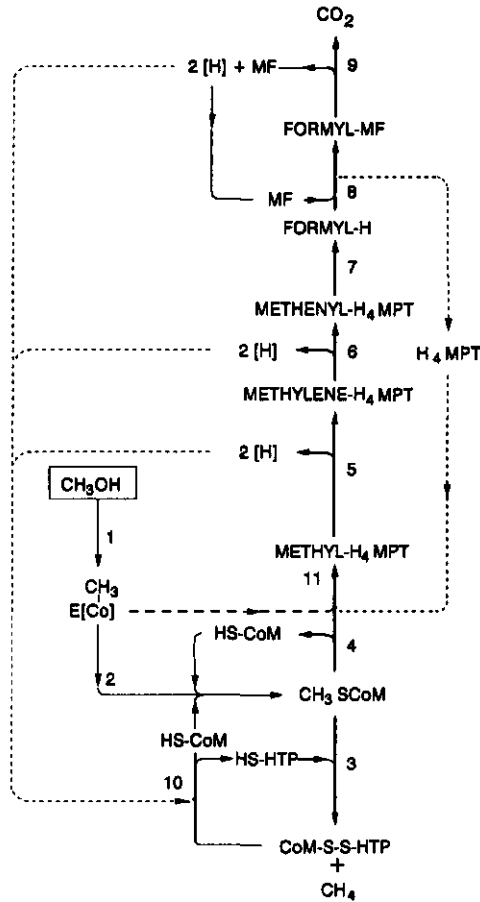 CO2
2 [H] + MF
9
FORMYL-MF
MF
8
FORMYL-H
7
METHENYL-H4 MPT
2 [H]
6
H4 MPT
METHYLENE-H4 MPT
2 [H]
5
CH3OH
1
METHYL-H4 MPT
11
CH3
E[Co]
HS-CoM
4
2
CH3 SCoM
HS-CoM
HS-HTP
3
10
CoM-S-S-HTP
+
CH4